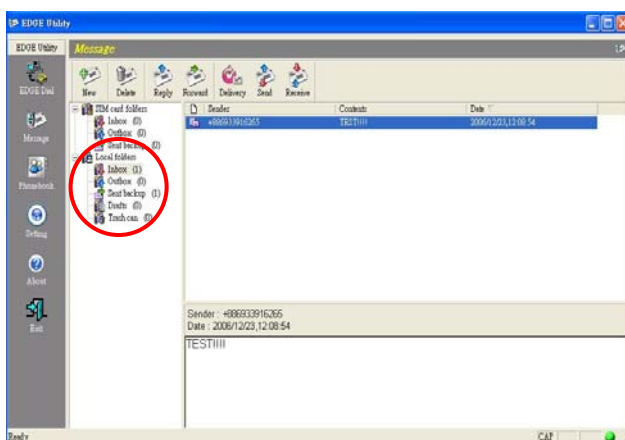 EDGE Utility
EDGE Utility Message
EDGE Dial
Message
Phonebook
Setting
About
Exit
New Delete Reply Forward Delivery Send Receive
SIM card folders
Inbox (0)
Outbox (0)
Sent backup (0)
Local folders
Inbox (1)
Outbox (0)
Sent backup (1)
Drafts (0)
Trash can (0)
Sender Contents Date
+886933916265 TEST!!!! 2006/12/23,12:08:54
Sender : +886933916265
Date : 2006/12/23,12:08:54
TEST!!!!
Ready CAP